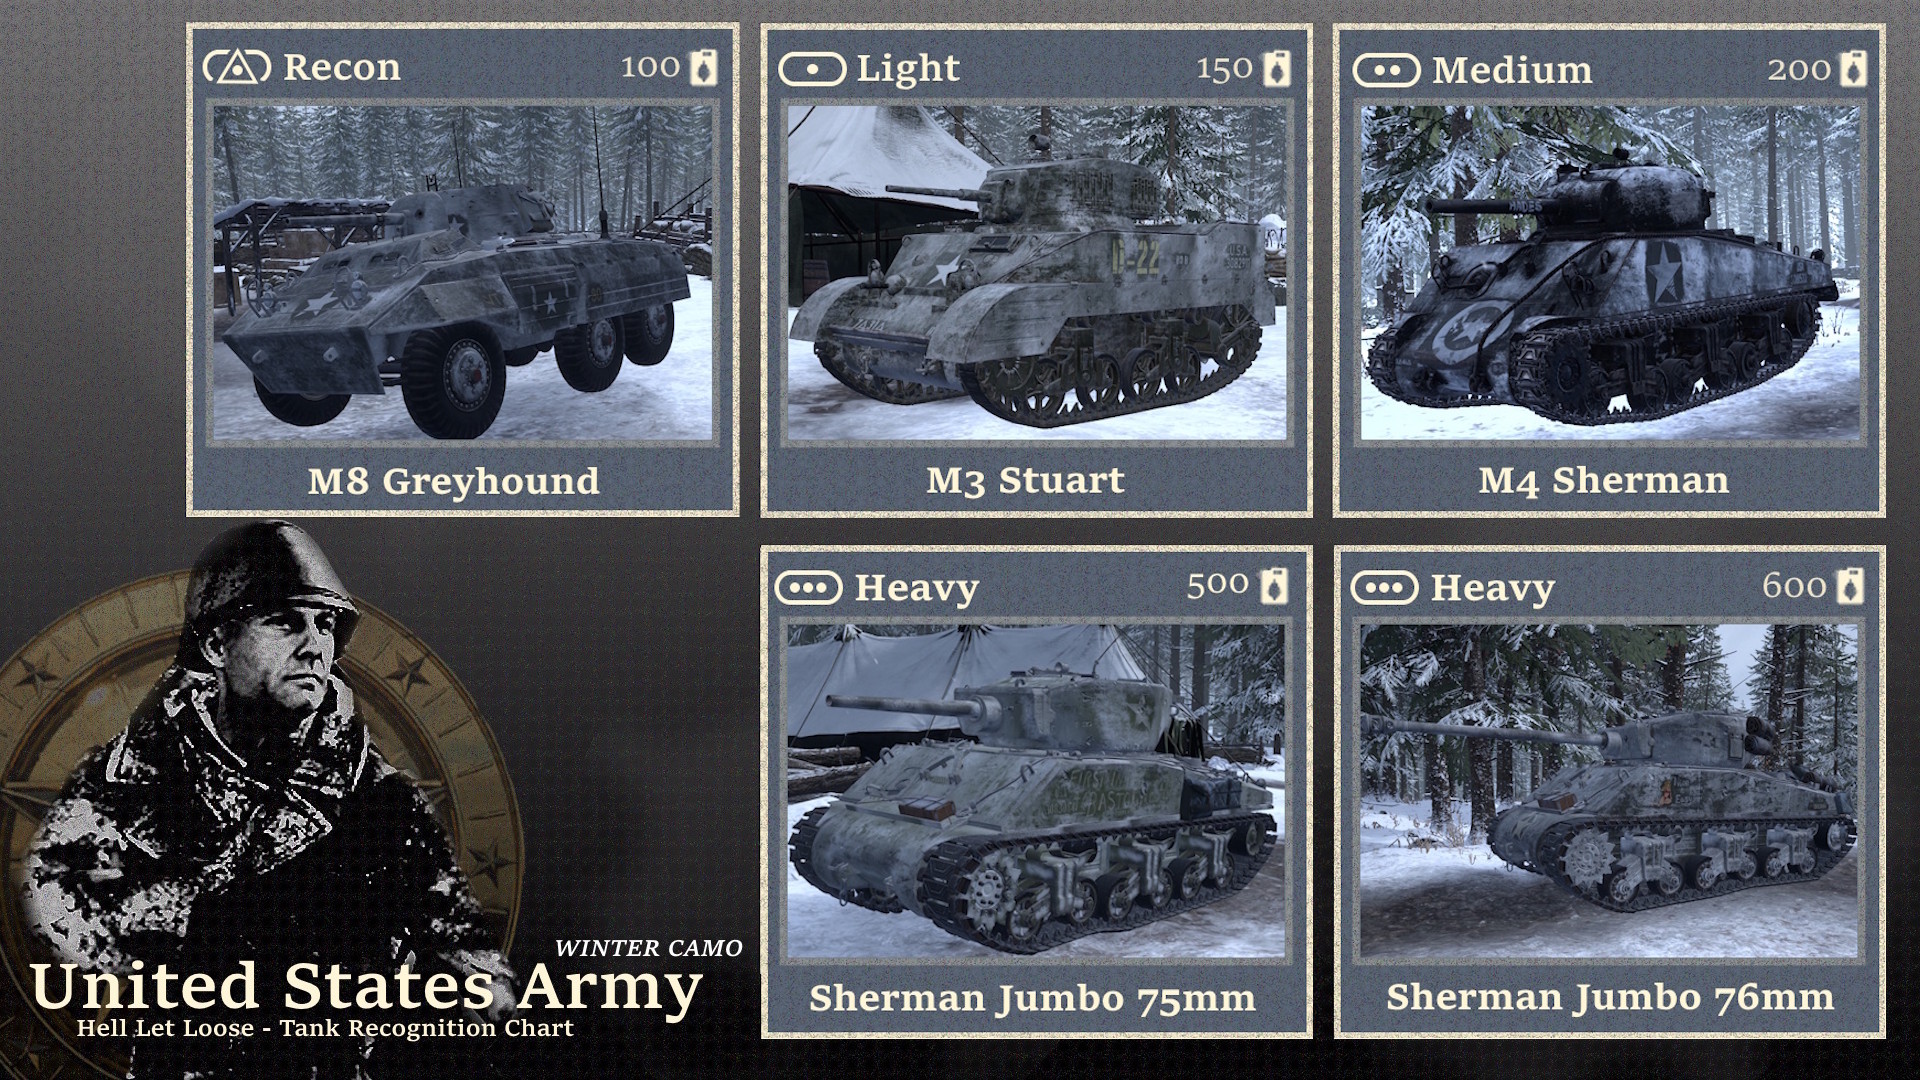 Recon 100
M8 Greyhound
Light 150
D-22
M3 Stuart
Medium 200
M4 Sherman
Heavy 500
Sherman Jumbo 75mm
Heavy 600
Sherman Jumbo 76mm
WINTER CAMO
United States Army
Hell Let Loose - Tank Recognition Chart